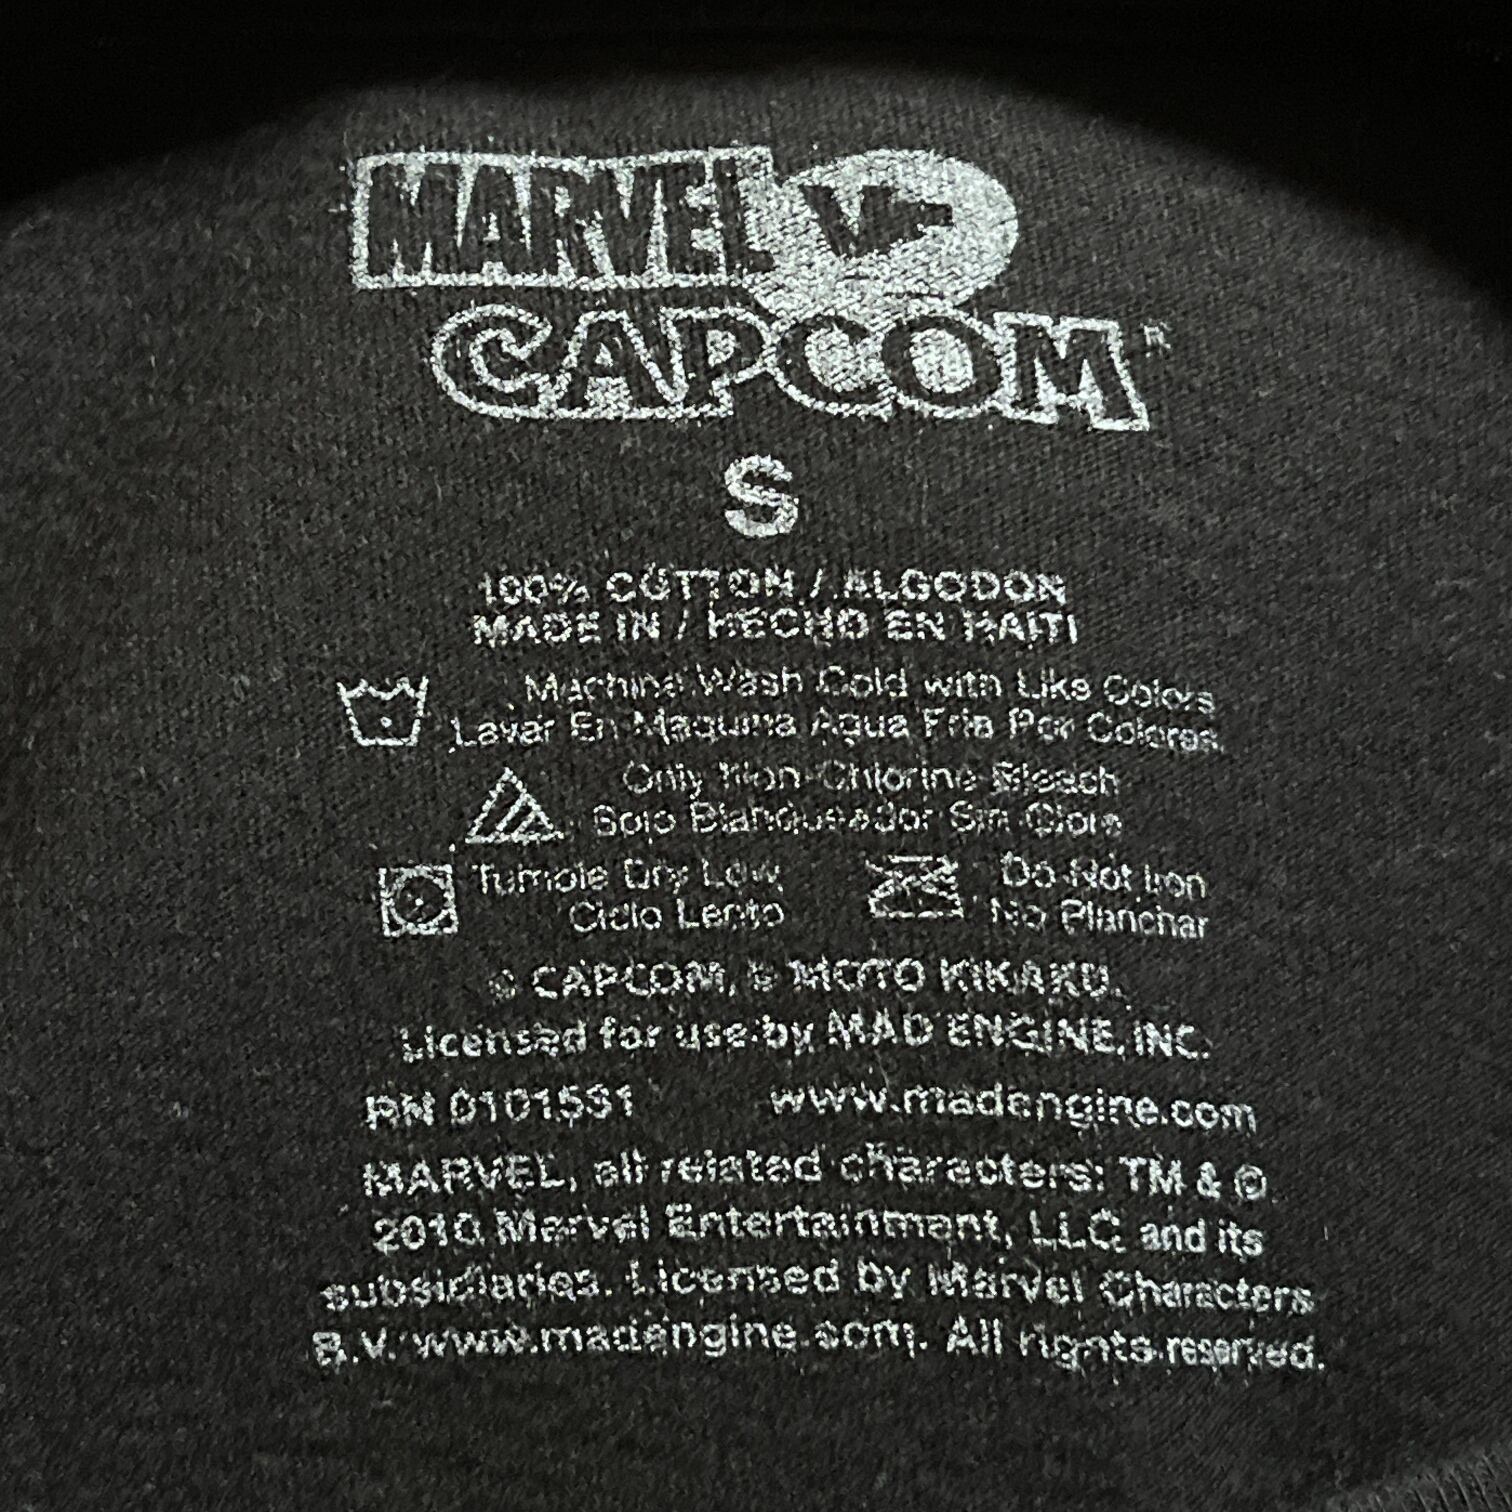 MARVEL VS.
CAPCOM®
S
100% COTTON / ALGODON
MADE IN / HECHO EN HAITI
Machine Wash Cold with Like Colors
Lavar En Maquina Agua Fria Por Colores
Only Non-Chlorine Bleach
Solo Blanqueador Sin Cloro
Tumble Dry Low
Ciclo Lento
Do Not Iron
No Planchar
© CAPCOM, © MOTO KIKAKU.
Licensed for use by MAD ENGINE, INC.
RN 0101531 www.madengine.com
MARVEL, all related characters: TM & ©
2010 Marvel Entertainment, LLC and its
subsidiaries. Licensed by Marvel Characters
B.V. www.madengine.com. All rights reserved.